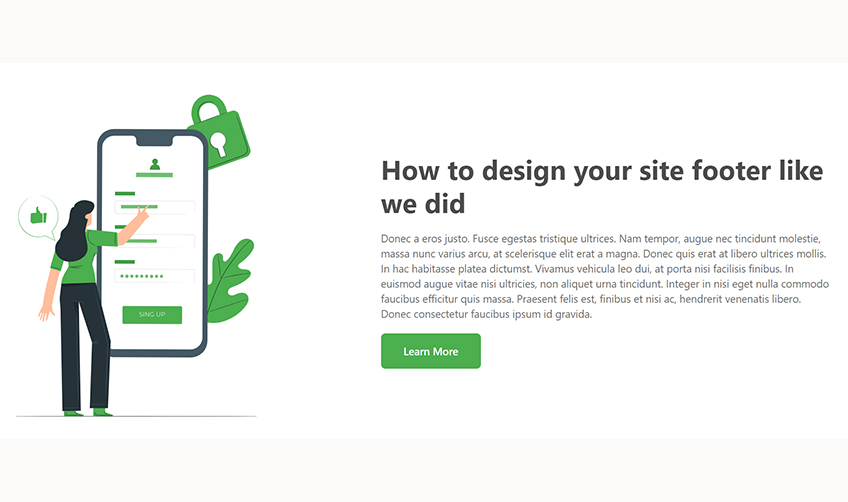 SING UP
How to design your site footer like
we did
Donec a eros justo. Fusce egestas tristique ultrices. Nam tempor, augue nec tincidunt molestie,
massa nunc varius arcu, at scelerisque elit erat a magna. Donec quis erat at libero ultrices mollis.
In hac habitasse platea dictumst. Vivamus vehicula leo dui, at porta nisi facilisis finibus. In
euismod augue vitae nisi ultricies, non aliquet urna tincidunt. Integer in nisi eget nulla commodo
faucibus efficitur quis massa. Praesent felis est, finibus et nisi ac, hendrerit venenatis libero.
Donec consectetur faucibus ipsum id gravida.
Learn More